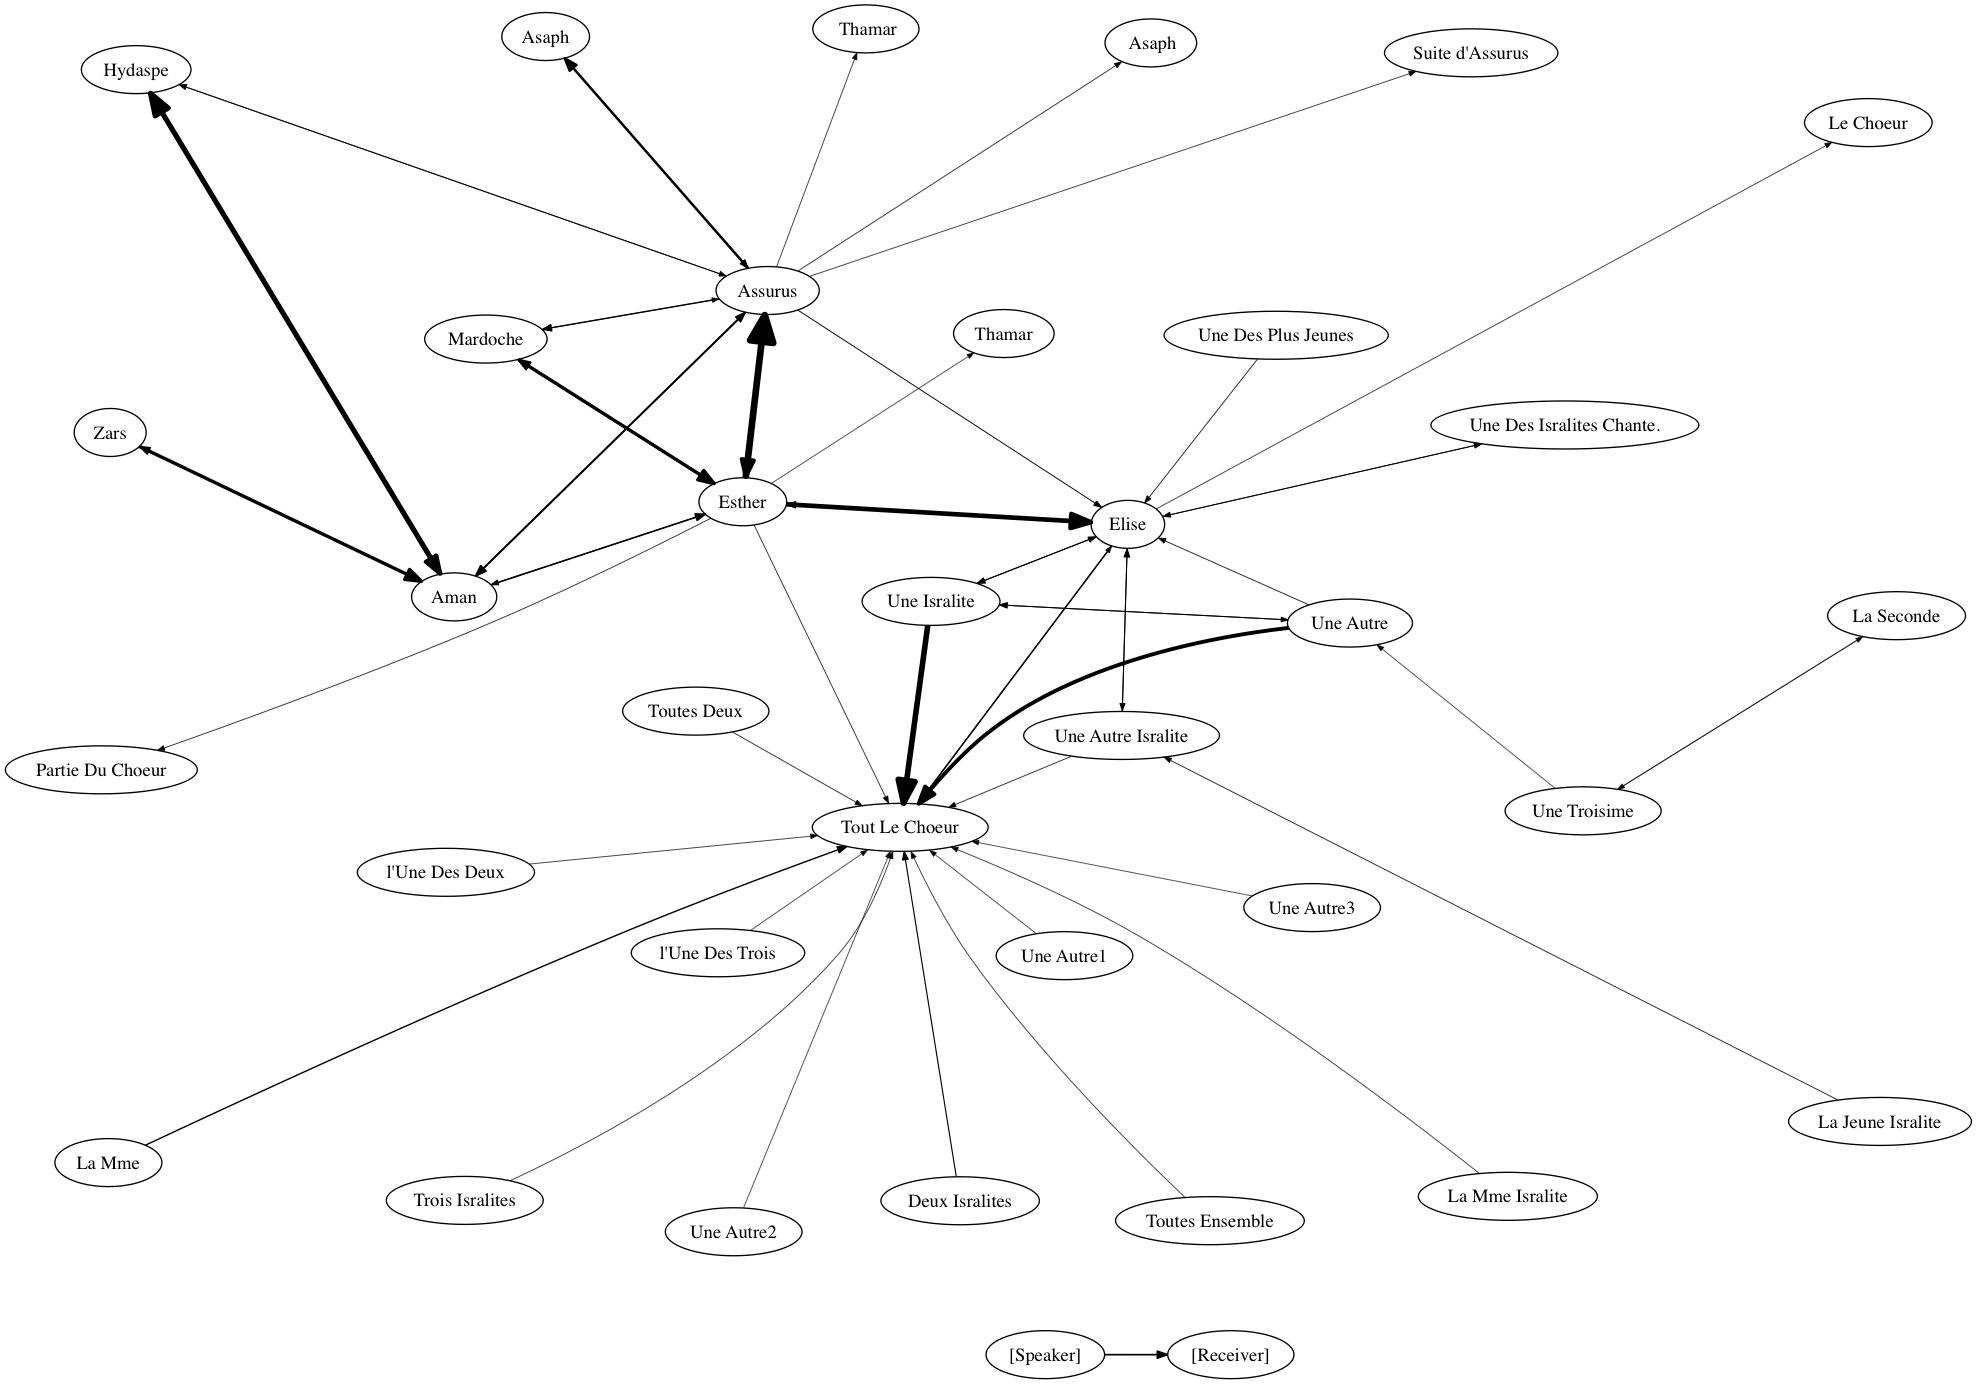 Thamar
Asaph
Asaph
Suite d'Assurus
Hydaspe
Le Choeur
Assurus
Thamar
Une Des Plus Jeunes
Mardoche
Une Des Isralites Chante.
Zars
Esther
Elise
Aman
Une Isralite
La Seconde
Une Autre
Toutes Deux
Une Autre Isralite
Partie Du Choeur
Une Troisime
Tout Le Choeur
l'Une Des Deux
Une Autre3
l'Une Des Trois
Une Autre1
La Jeune Isralite
La Mme
La Mme Isralite
Trois Isralites
Deux Isralites
Toutes Ensemble
Une Autre2
[Speaker]
[Receiver]